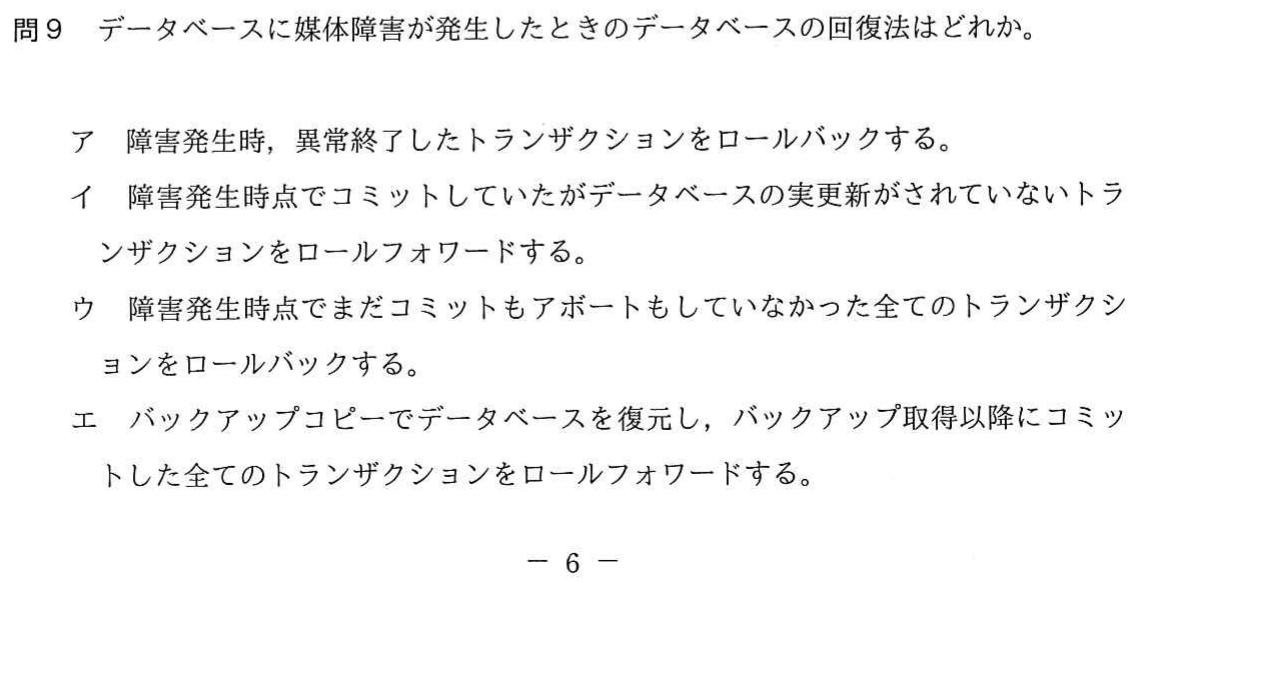 問9 データベースに媒体障害が発生したときのデータベースの回復法はどれか。
ア 障害発生時，異常終了したトランザクションをロールバックする。
イ 障害発生時点でコミットしていたがデータベースの実更新がされていないトラ
ンザクションをロールフォワードする。
ウ 障害発生時点でまだコミットもアボートもしていなかった全てのトランザクシ
ョンをロールバックする。
エ バックアップコピーでデータベースを復元し，バックアップ取得以降にコミッ
トした全てのトランザクションをロールフォワードする。
－ 6 －